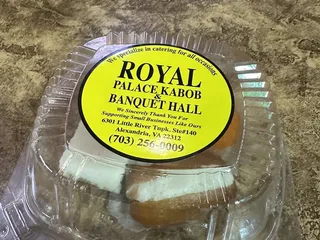 We specialize in catering for all occasions
ROYAL
PALACE KABOB
&
BANQUET HALL
We Sincerely Thank You For
Supporting Small Businesses Like Ours
6301 Little River Tnpk. Ste#140
Alexandria, VA 22312
(703) 256-0009